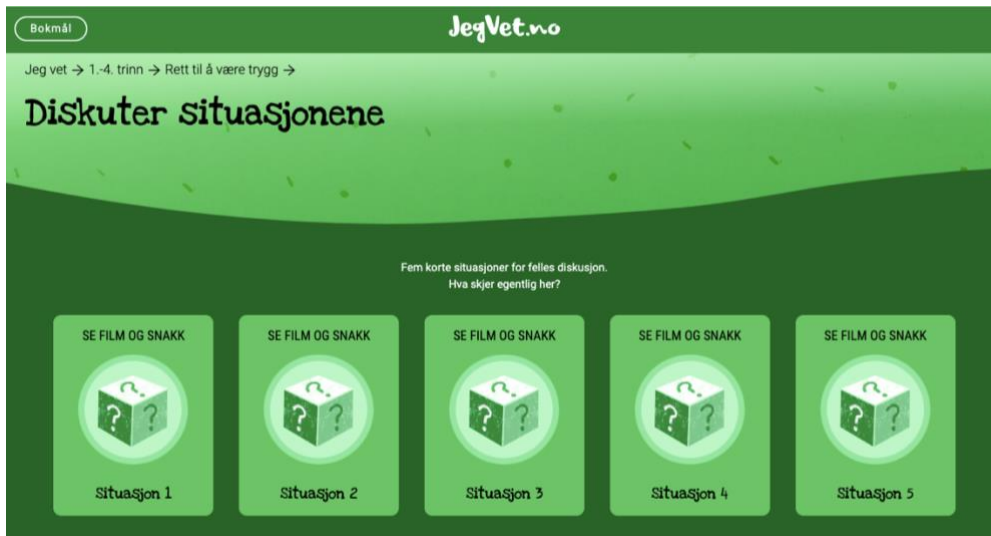 Bokmål
JegVet.no
Jeg vet → 1.-4. trinn → Rett til å være trygg →
Diskuter situasjonene
Fem korte situasjoner for felles diskusjon.
Hva skjer egentlig her?
SE FILM OG SNAKK
? ? ?
Situasjon 1
SE FILM OG SNAKK
? ? ?
Situasjon 2
SE FILM OG SNAKK
? ? ?
Situasjon 3
SE FILM OG SNAKK
? ? ?
Situasjon 4
SE FILM OG SNAKK
? ? ?
Situasjon 5